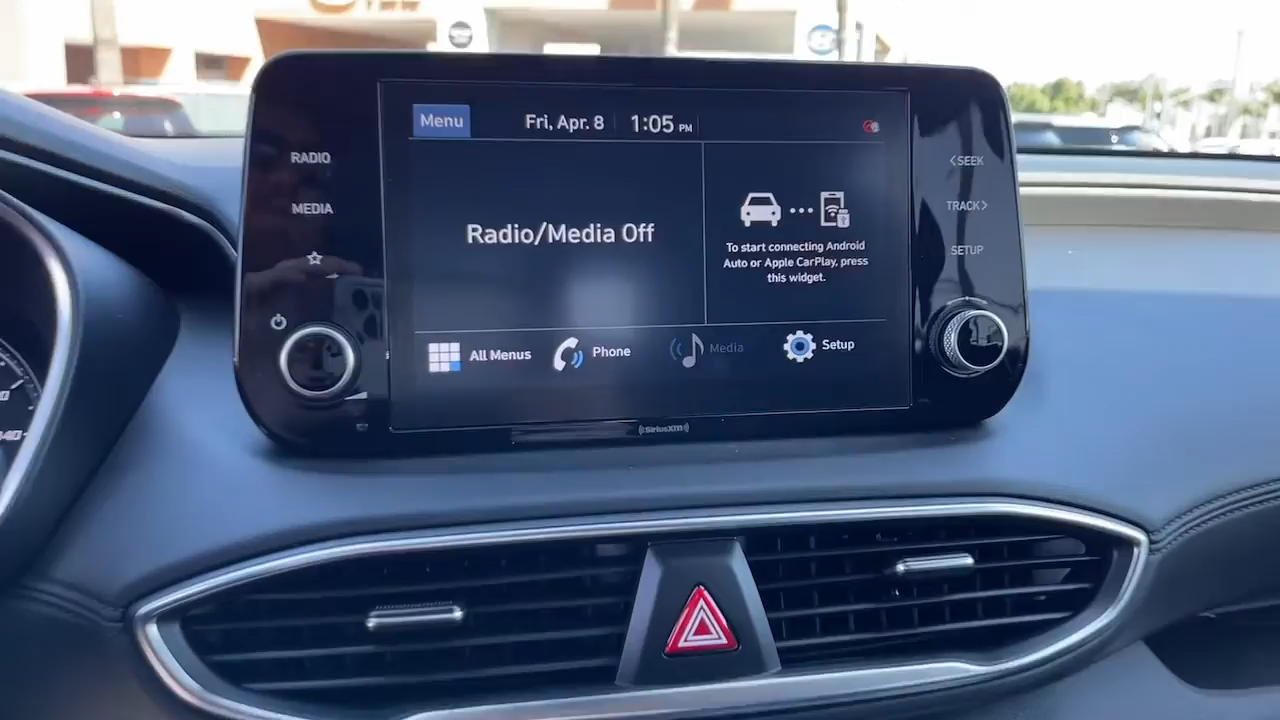 Menu
Fri, Apr. 8
1:05 PM
RADIO
MEDIA
<SEEK
TRACK>
SETUP
Radio/Media Off
To start connecting Android
Auto or Apple CarPlay, press
this widget.
All Menus
Phone
Media
Setup
((SiriusXM))